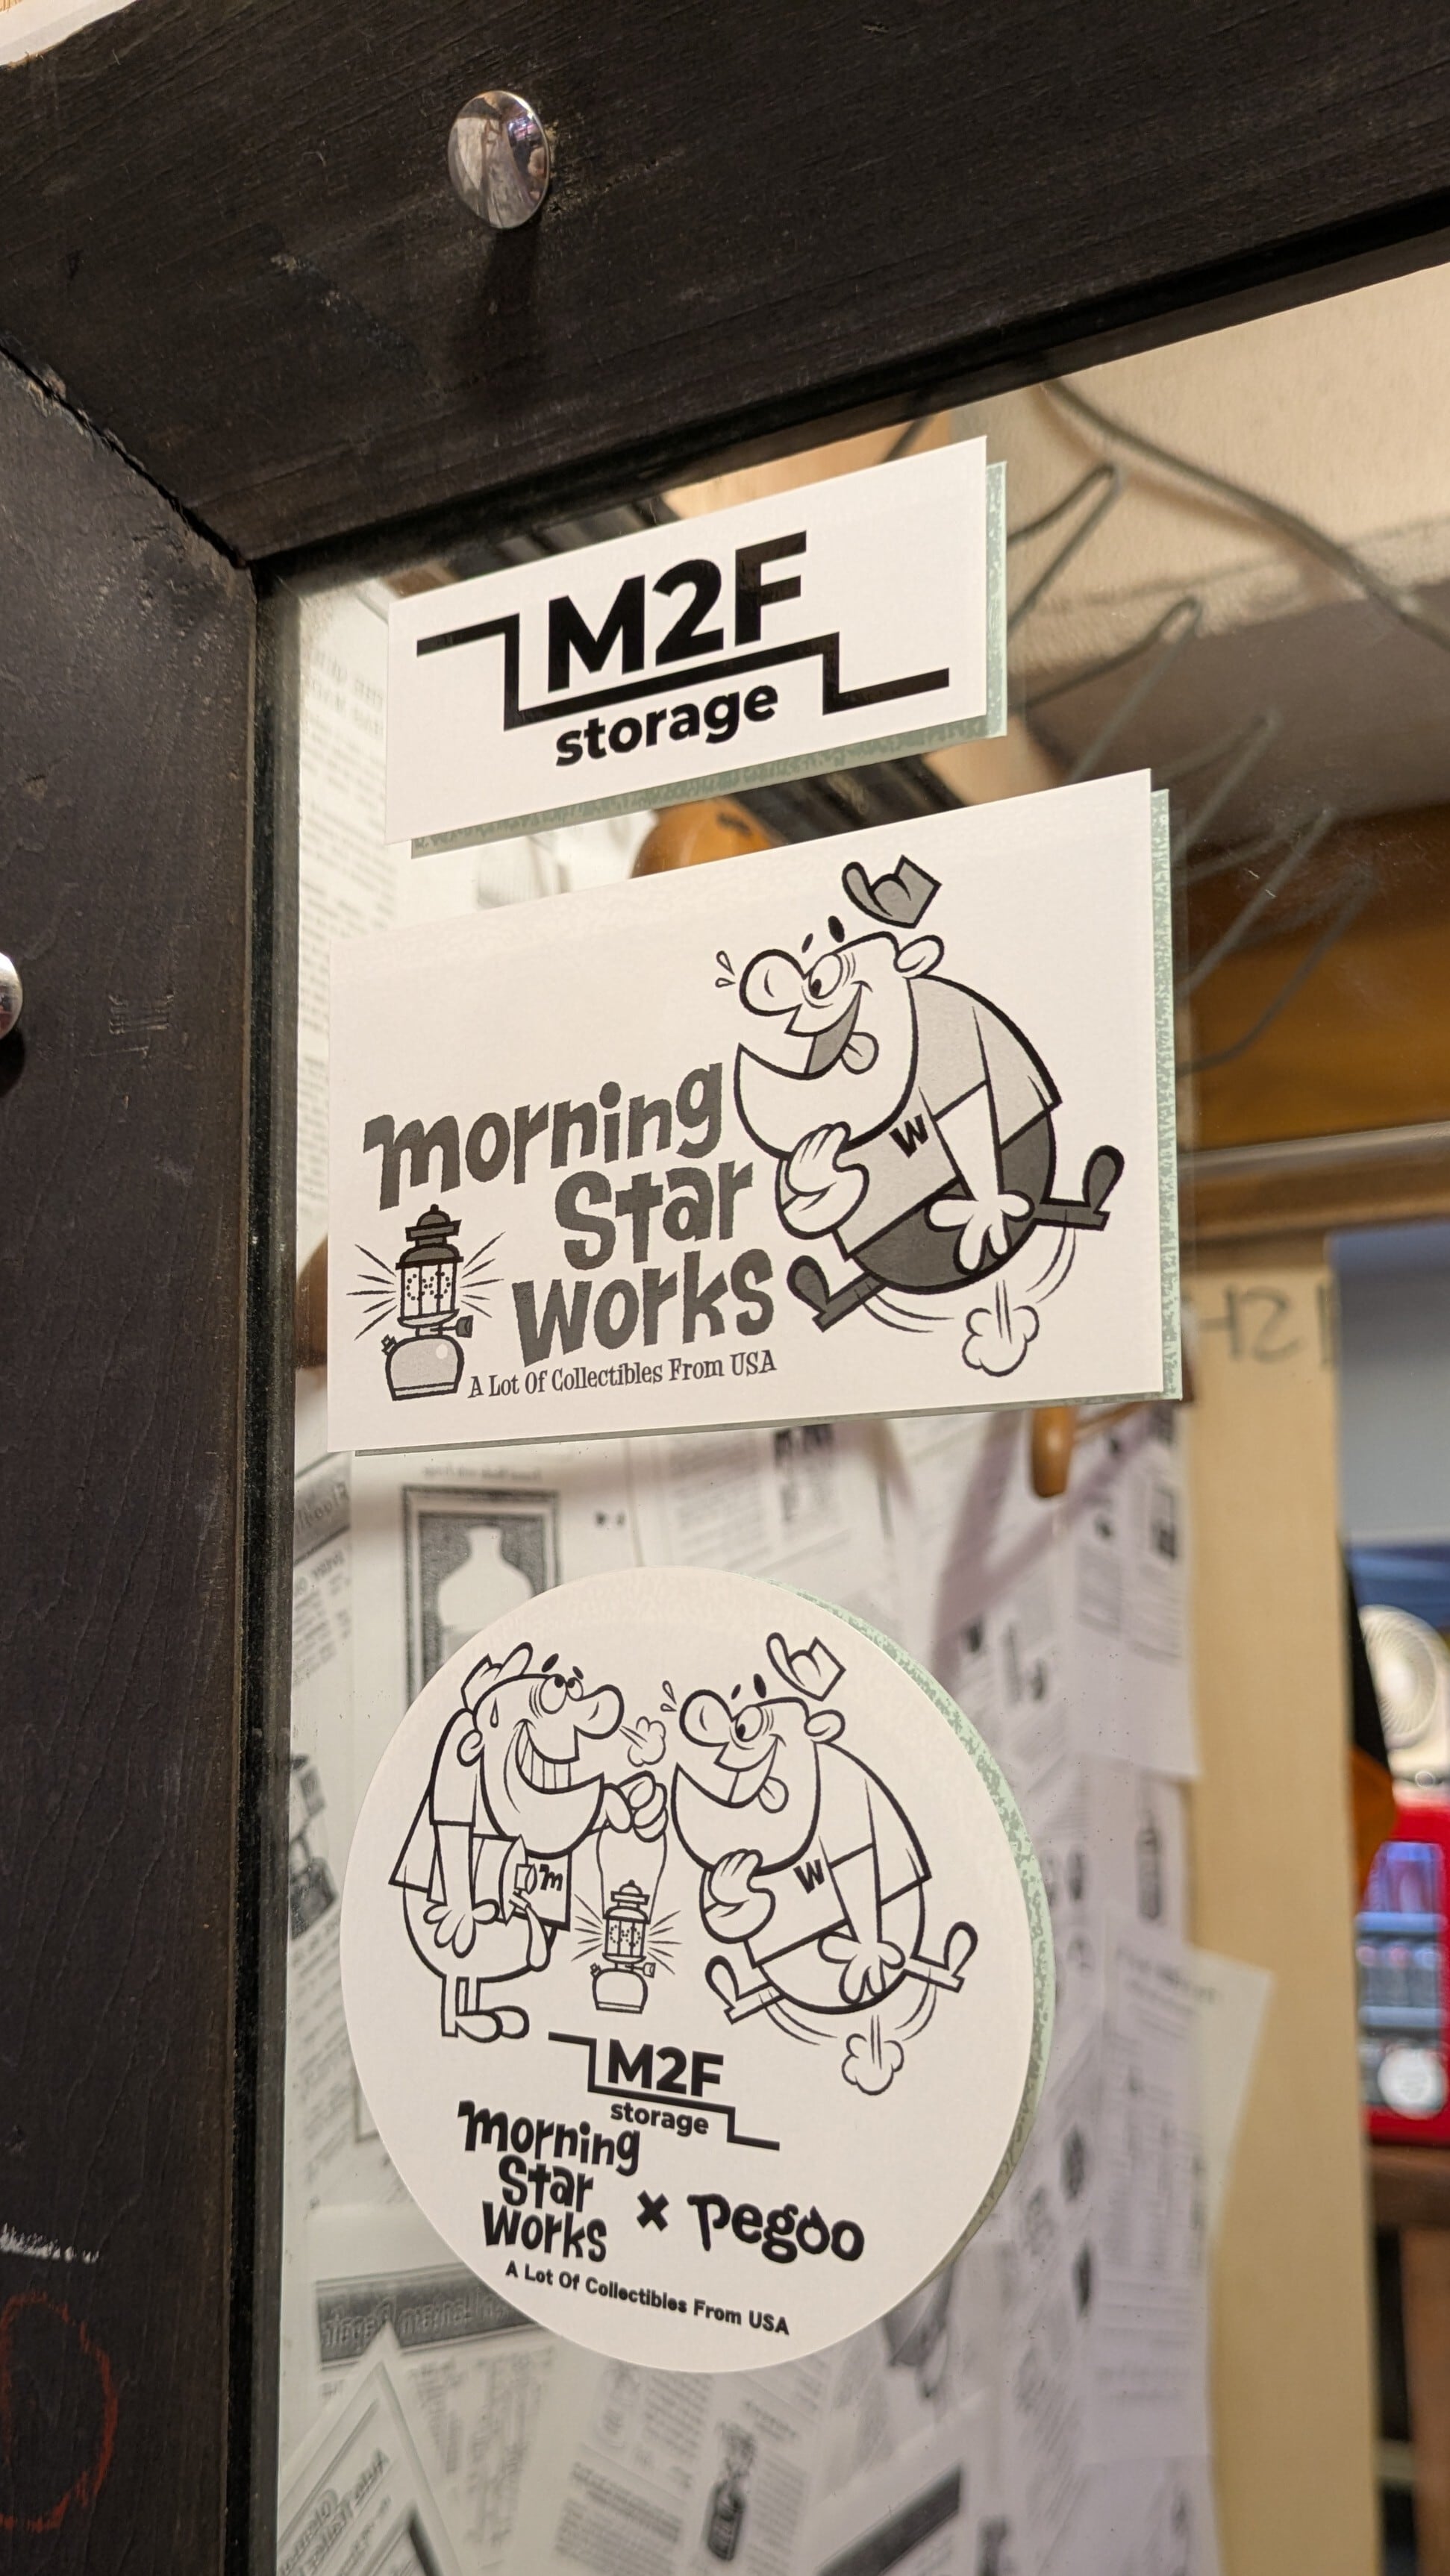 M2F
storage
morning
Star
works
A Lot Of Collectibles From USA
W
m
W
M2F
storage
morning
Star
works
× Pegoo
A Lot Of Collectibles From USA